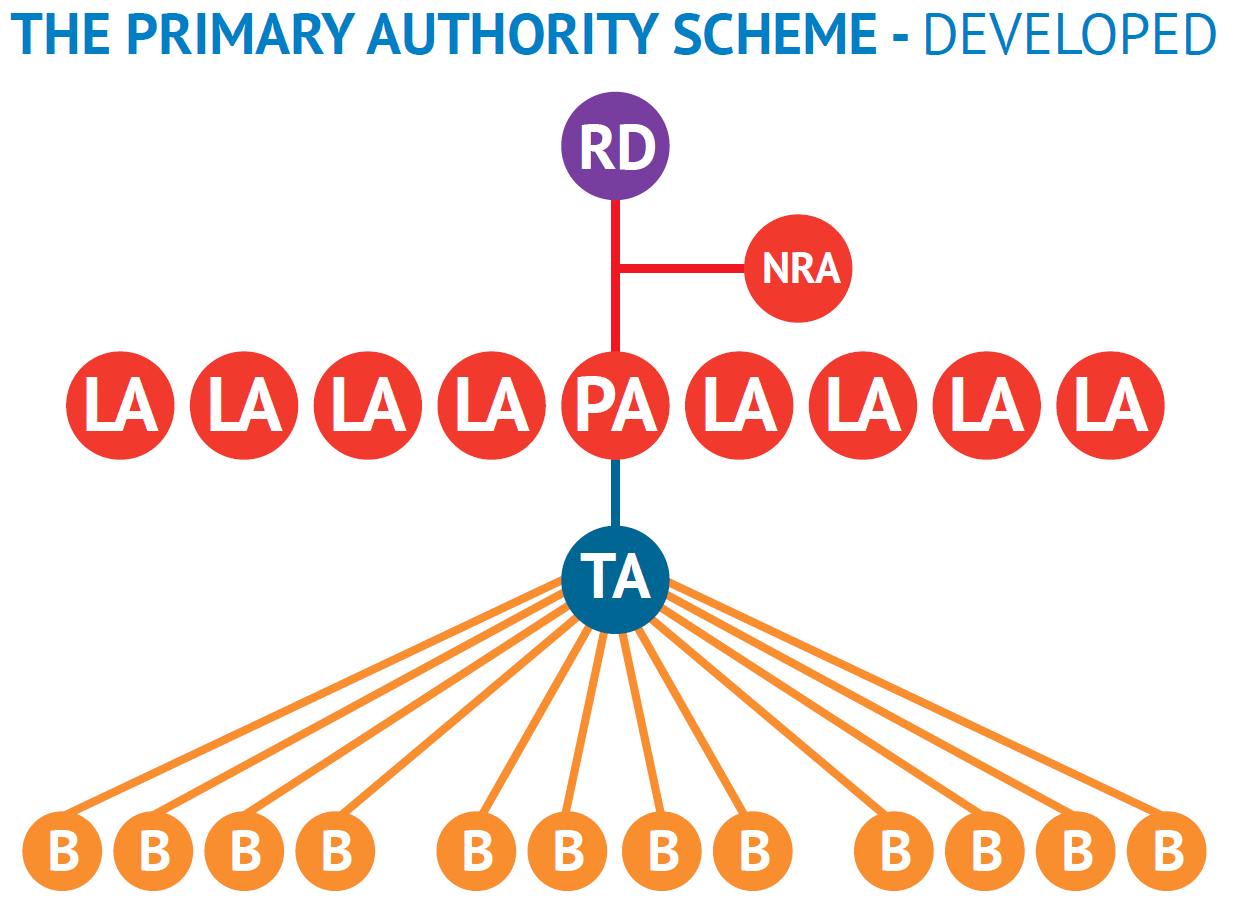 THE PRIMARY AUTHORITY SCHEME - DEVELOPED
RD
NRA
LA LA LA LA PA LA LA LA LA
TA
B B B B B B B B B B B B